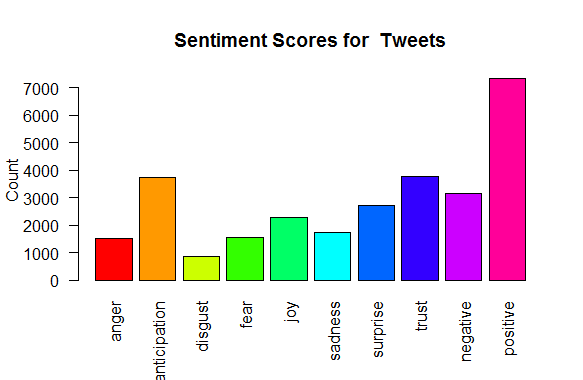 Sentiment Scores for  Tweets
Count
7000
6000
5000
4000
3000
2000
1000
0
anger
anticipation
disgust
fear
joy
sadness
surprise
trust
negative
positive